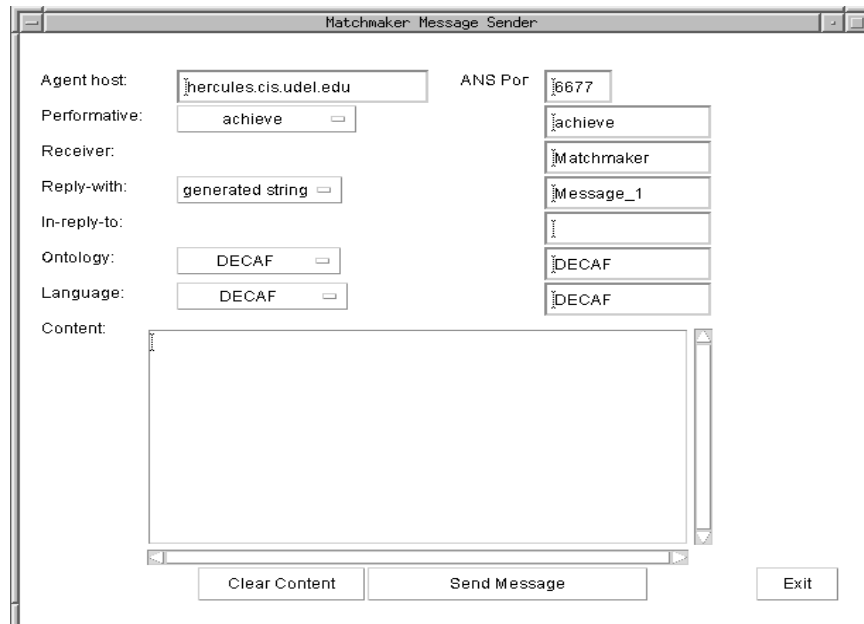 Matchmaker Message Sender
Agent host: hercules.cis.udel.edu ANS Por 6677
Performative: achieve achieve
Receiver: Matchmaker
Reply-with: generated string Message_1
In-reply-to:
Ontology: DECAF DECAF
Language: DECAF DECAF
Content:
Clear Content Send Message Exit